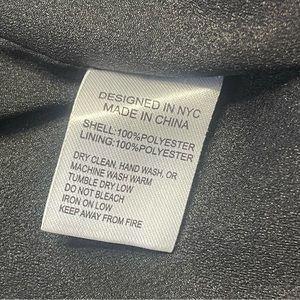 DESIGNED IN NYC
MADE IN CHINA
SHELL:100%POLYESTER
LINING:100%POLYESTER
DRY CLEAN, HAND WASH, OR
MACHINE WASH WARM
TUMBLE DRY LOW
DO NOT BLEACH
IRON ON LOW
KEEP AWAY FROM FIRE